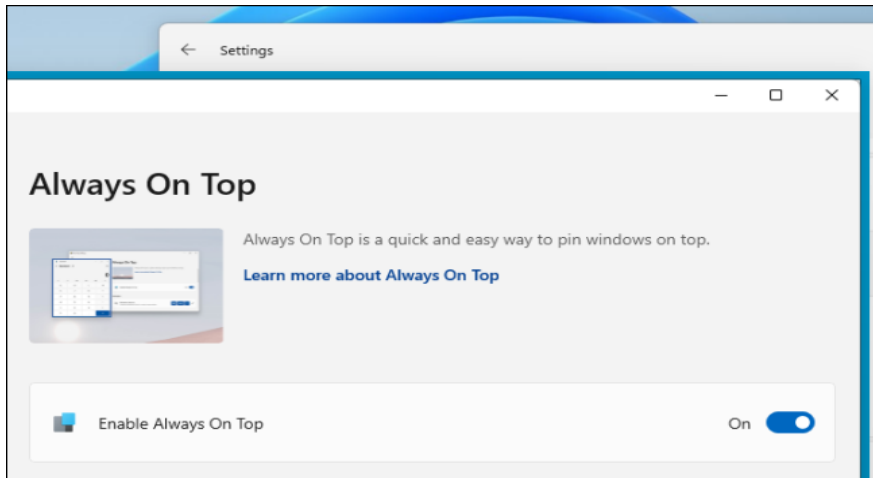 Settings
Always On Top
Always On Top is a quick and easy way to pin windows on top.
Learn more about Always On Top
Enable Always On Top On